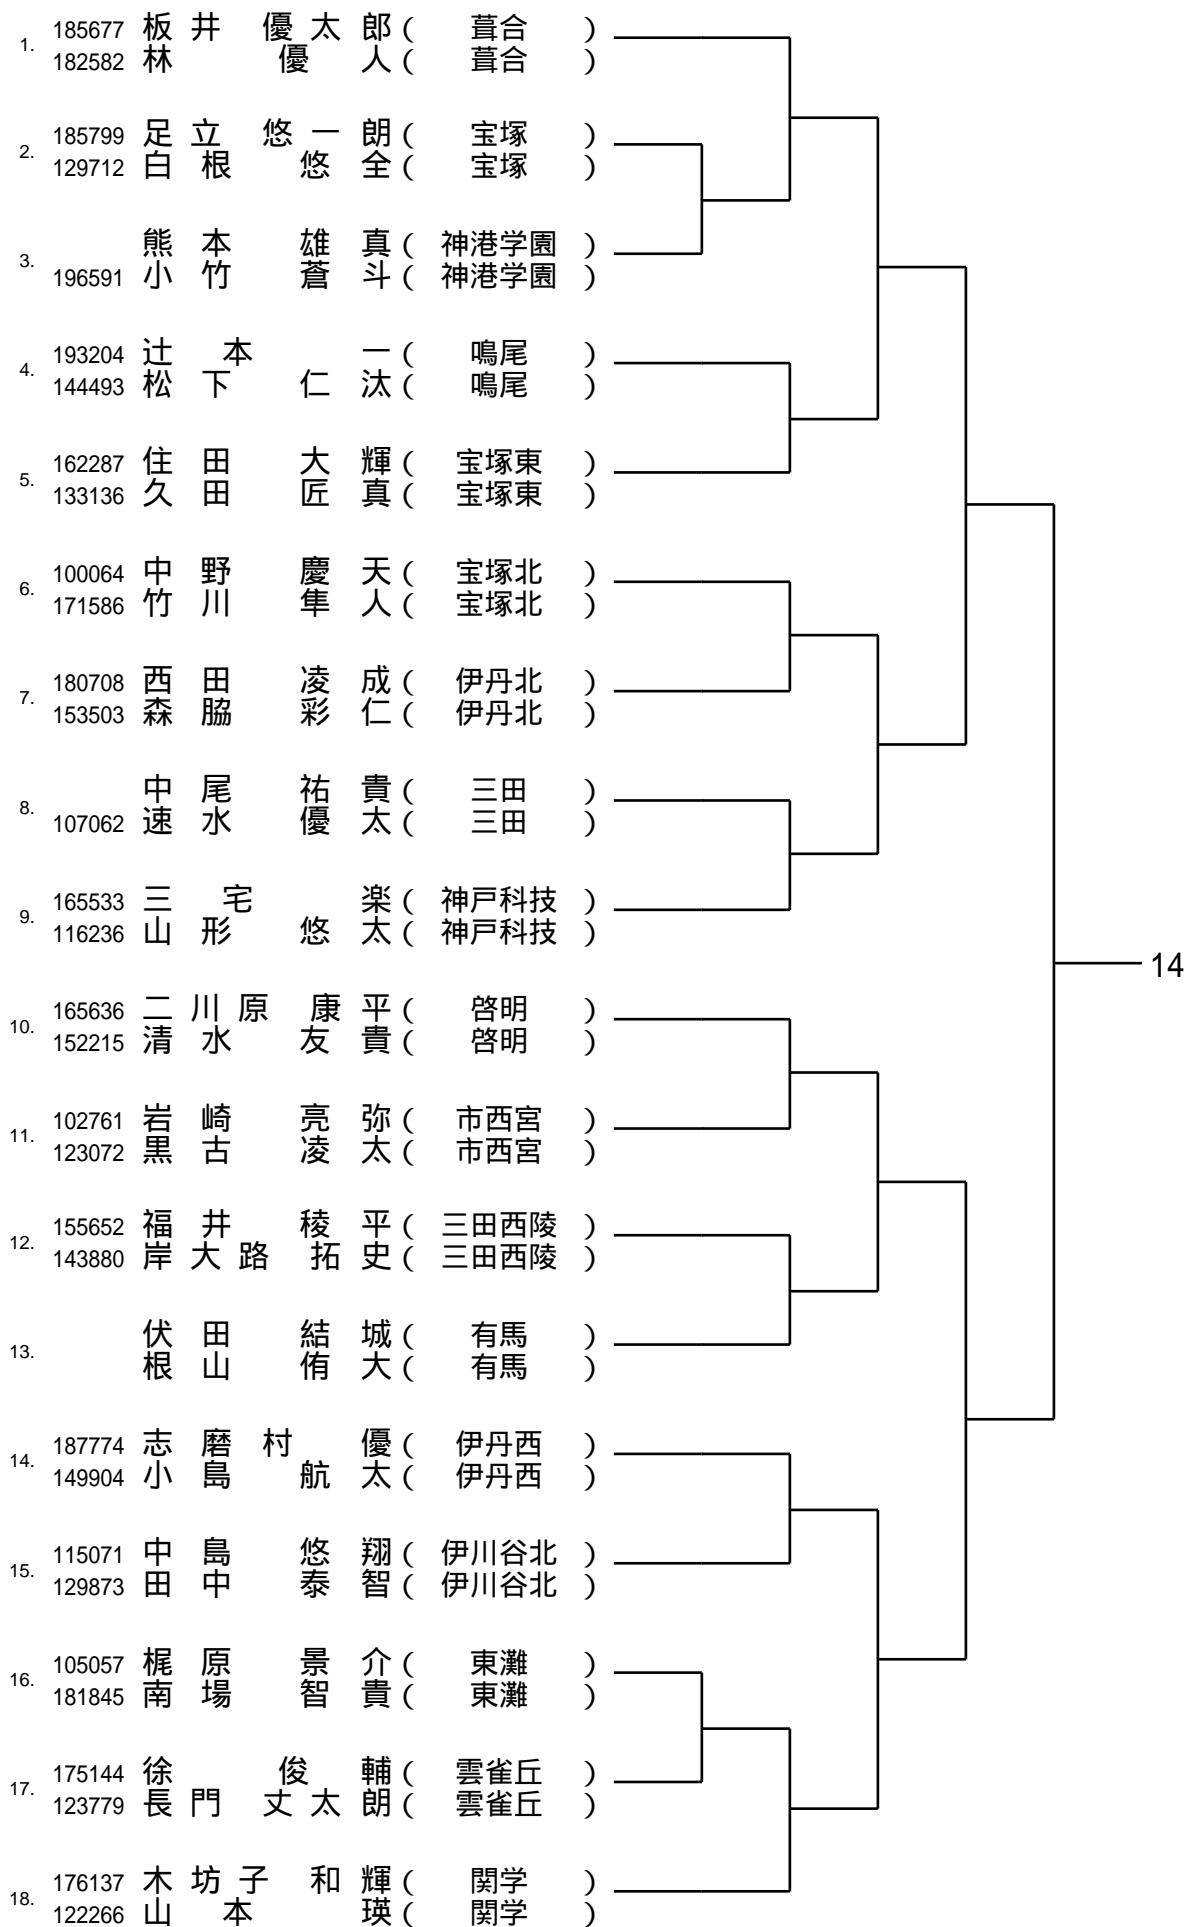 1. 185677 板井 優太郎 ( 葺合 )
182582 林 優人 ( 葺合 )
2. 185799 足立 悠一朗 ( 宝塚 )
129712 白根 悠全 ( 宝塚 )
3. 熊本 雄真 ( 神港学園 )
196591 小竹 蒼斗 ( 神港学園 )
4. 193204 辻本 一 ( 鳴尾 )
144493 松下 仁汰 ( 鳴尾 )
5. 162287 住田 大輝 ( 宝塚東 )
133136 久田 匠真 ( 宝塚東 )
6. 100064 中野 慶天 ( 宝塚北 )
171586 竹川 隼人 ( 宝塚北 )
7. 180708 西田 凌成 ( 伊丹北 )
153503 森脇 彩仁 ( 伊丹北 )
8. 中尾 祐貴 ( 三田 )
107062 速水 優太 ( 三田 )
9. 165533 三宅 楽 ( 神戸科技 )
116236 山形 悠太 ( 神戸科技 )
14
10. 165636 二川原 康平 ( 啓明 )
152215 清水 友貴 ( 啓明 )
11. 102761 岩崎 亮弥 ( 市西宮 )
123072 黒古 凌太 ( 市西宮 )
12. 155652 福井 稜平 ( 三田西陵 )
143880 岸大路 拓史 ( 三田西陵 )
13. 伏田 結城 ( 有馬 )
根山 侑大 ( 有馬 )
14. 187774 志磨村 優 ( 伊丹西 )
149904 小島 航太 ( 伊丹西 )
15. 115071 中島 悠翔 ( 伊川谷北 )
129873 田中 泰智 ( 伊川谷北 )
16. 105057 梶原 景介 ( 東灘 )
181845 南場 智貴 ( 東灘 )
17. 175144 徐 俊輔 ( 雲雀丘 )
123779 長門 丈太朗 ( 雲雀丘 )
18. 176137 木坊子 和輝 ( 関学 )
122266 山本 瑛 ( 関学 )